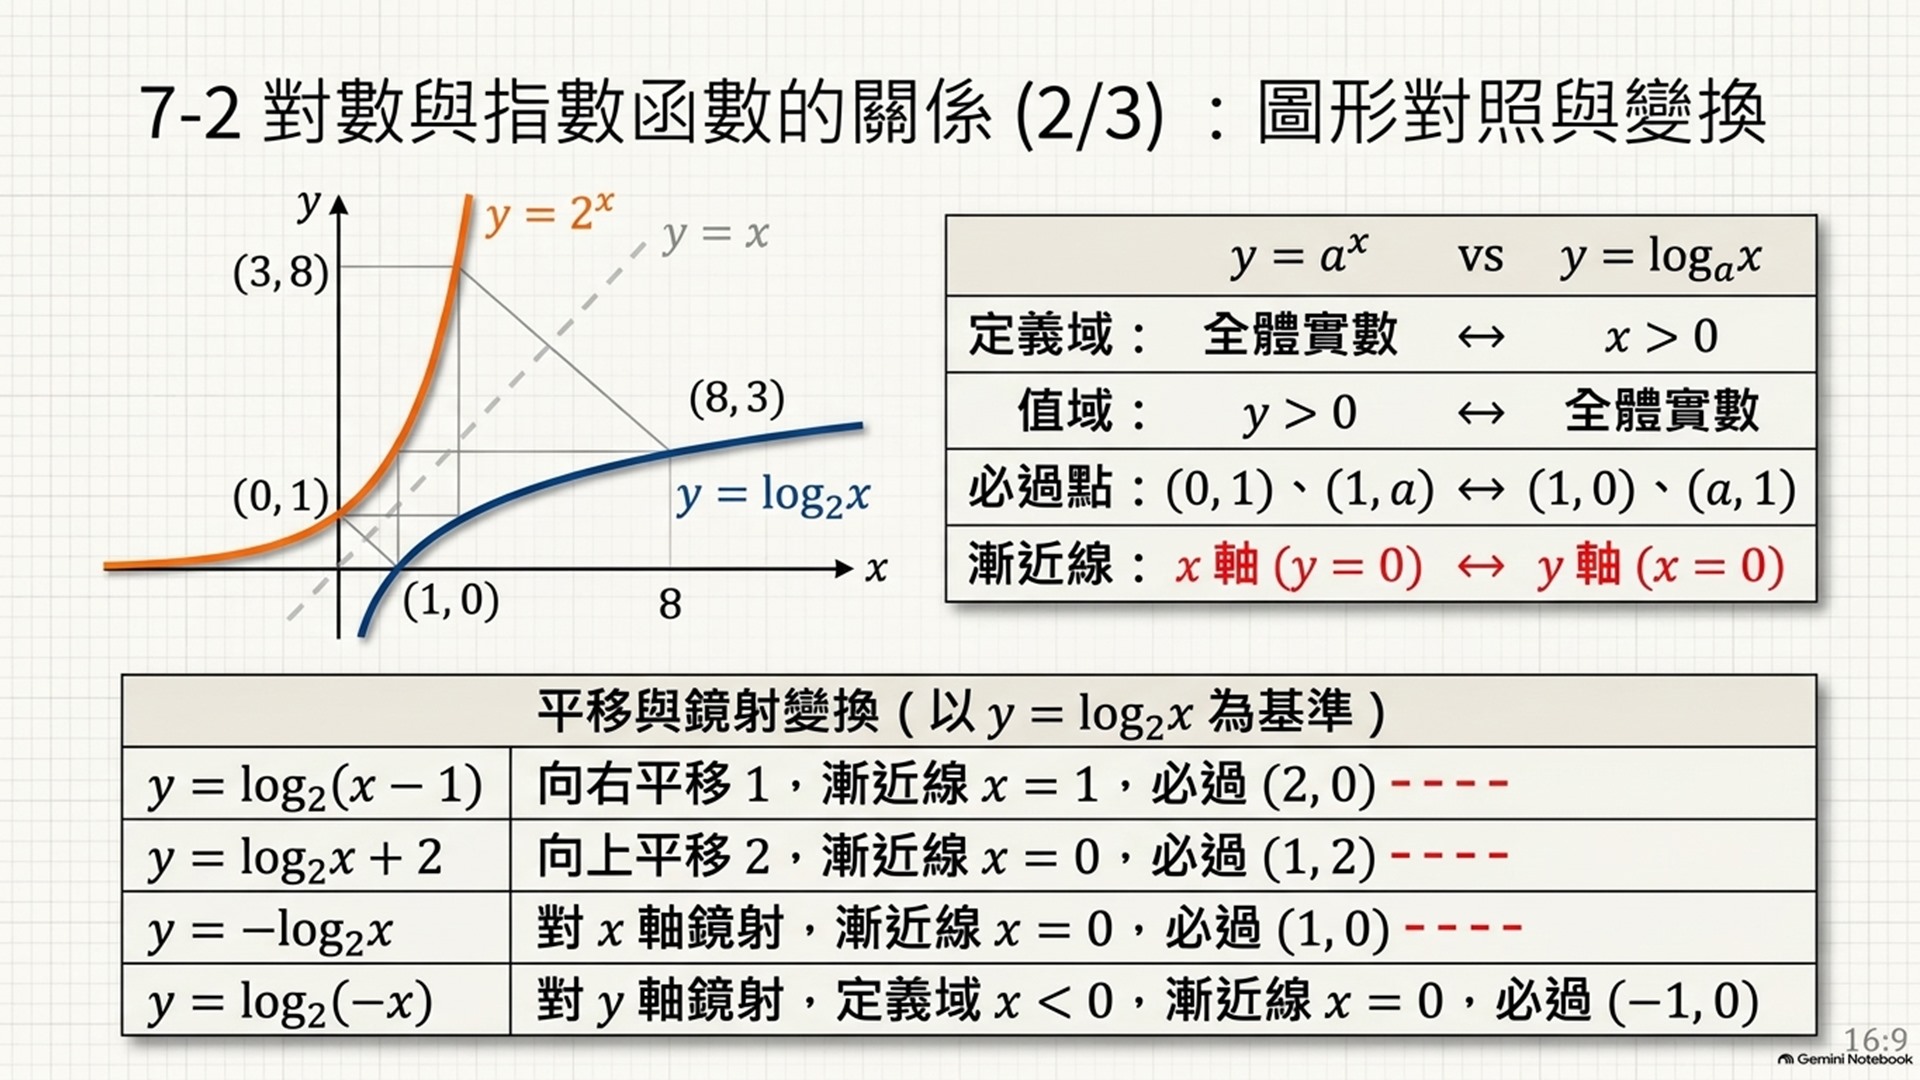 7-2 對數與指數函數的關係 (2/3) ：圖形對照與變換
y
y = 2ˣ
y = x
(3, 8)
(8, 3)
(0, 1)
y = log₂x
x
(1, 0)
8
y = aˣ vs y = logₐx
定義域： 全體實數 ↔ x > 0
值域： y > 0 ↔ 全體實數
必過點：(0, 1)、(1, a) ↔ (1, 0)、(a, 1)
漸近線： x 軸 (y = 0) ↔ y 軸 (x = 0)
平移與鏡射變換（以 y = log₂x 為基準）
y = log₂(x − 1) 向右平移 1，漸近線 x = 1，必過 (2, 0) ----
y = log₂x + 2 向上平移 2，漸近線 x = 0，必過 (1, 2) ----
y = −log₂x 對 x 軸鏡射，漸近線 x = 0，必過 (1, 0) ----
y = log₂(−x) 對 y 軸鏡射，定義域 x < 0，漸近線 x = 0，必過 (−1, 0)
16:9
Gemini Notebook